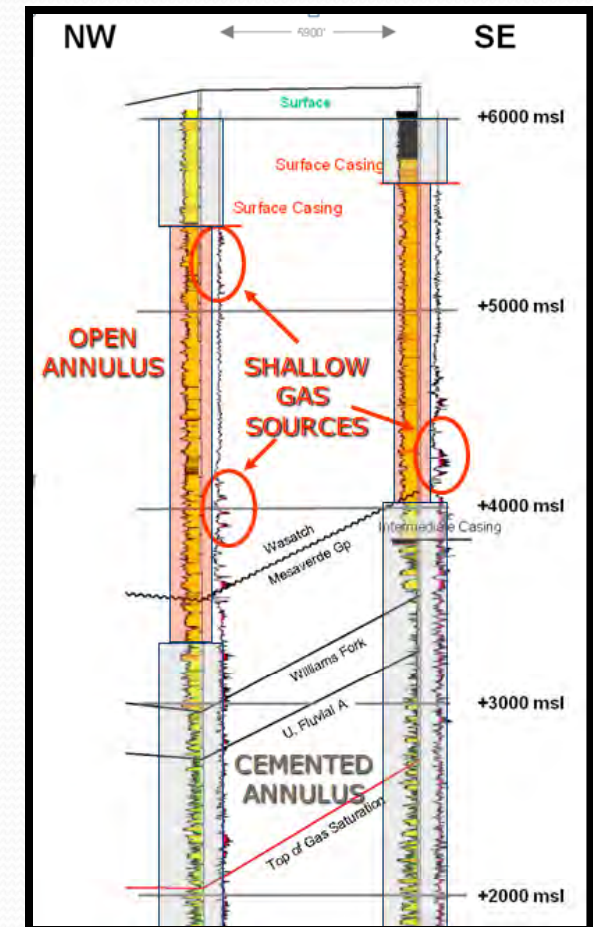 NW
5900'
SE
Surface
+6000 msl
Surface Casing
Surface Casing
+5000 msl
OPEN
ANNULUS
SHALLOW
GAS
SOURCES
+4000 msl
Intermediate Casing
Wasatch
Mesaverde Gp
Williams Fork
+3000 msl
U. Fluvial A
CEMENTED
ANNULUS
Top of Gas Saturation
+2000 msl